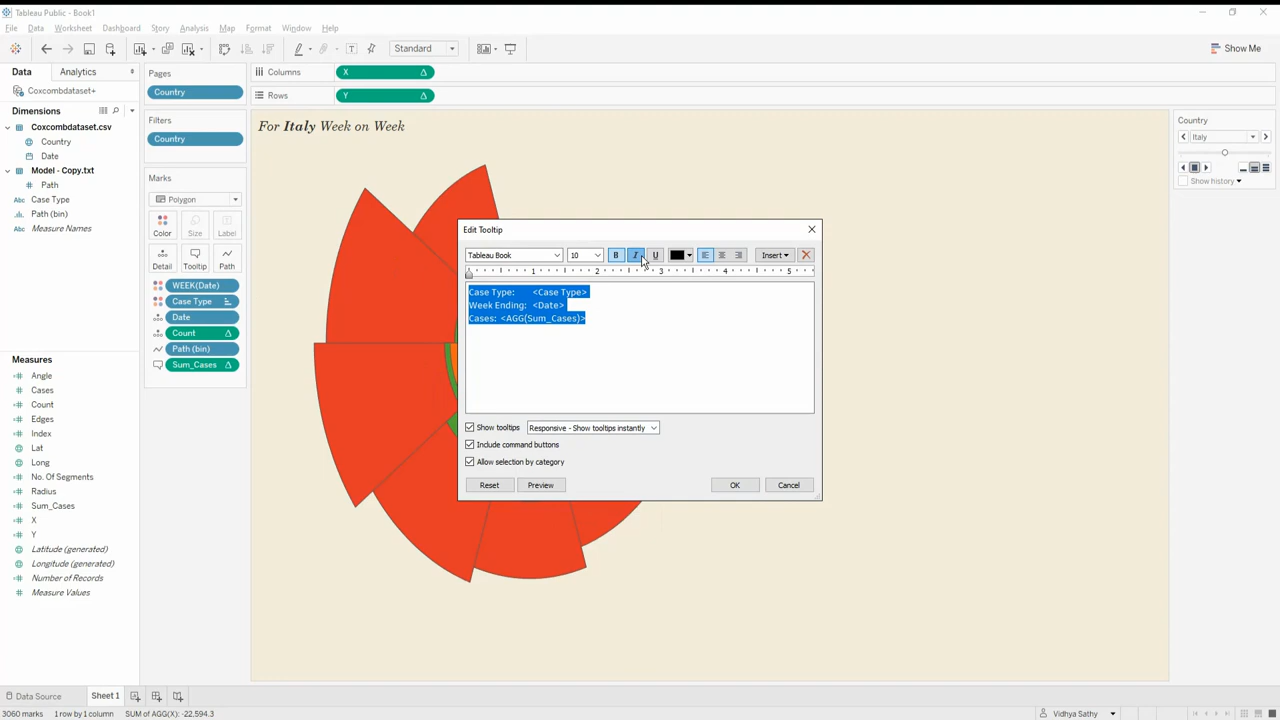 Tableau Public - Book1
File Data Worksheet Dashboard Story Analysis Map Format Window Help
Standard
Show Me
Data Analytics
Coxcombdataset+
Dimensions
Coxcombdataset.csv
Country
Date
Model - Copy.txt
Path
Abc Case Type
Path (bin)
Abc Measure Names
Measures
Angle
Cases
Count
Edges
Index
Lat
Long
No. Of Segments
Radius
Sum_Cases
X
Y
Latitude (generated)
Longitude (generated)
Number of Records
Measure Values
Pages
Country
Filters
Country
Marks
Polygon
Color Size Label
Detail Tooltip Path
WEEK(Date)
Case Type
Date
Count
Path (bin)
Sum_Cases
Columns X
Rows Y
For Italy Week on Week
Edit Tooltip
Tableau Book 10 B I U Insert
1 2 3 4 5
Case Type: <Case Type>
Week Ending: <Date>
Cases: <AGG(Sum_Cases)>
Show tooltips Responsive - Show tooltips instantly
Include command buttons
Allow selection by category
Reset Preview OK Cancel
Country
Italy
Show history
Data Source Sheet 1
3060 marks 1 row by 1 column SUM of AGG(X): -22,594.3 Vidhya Sathy